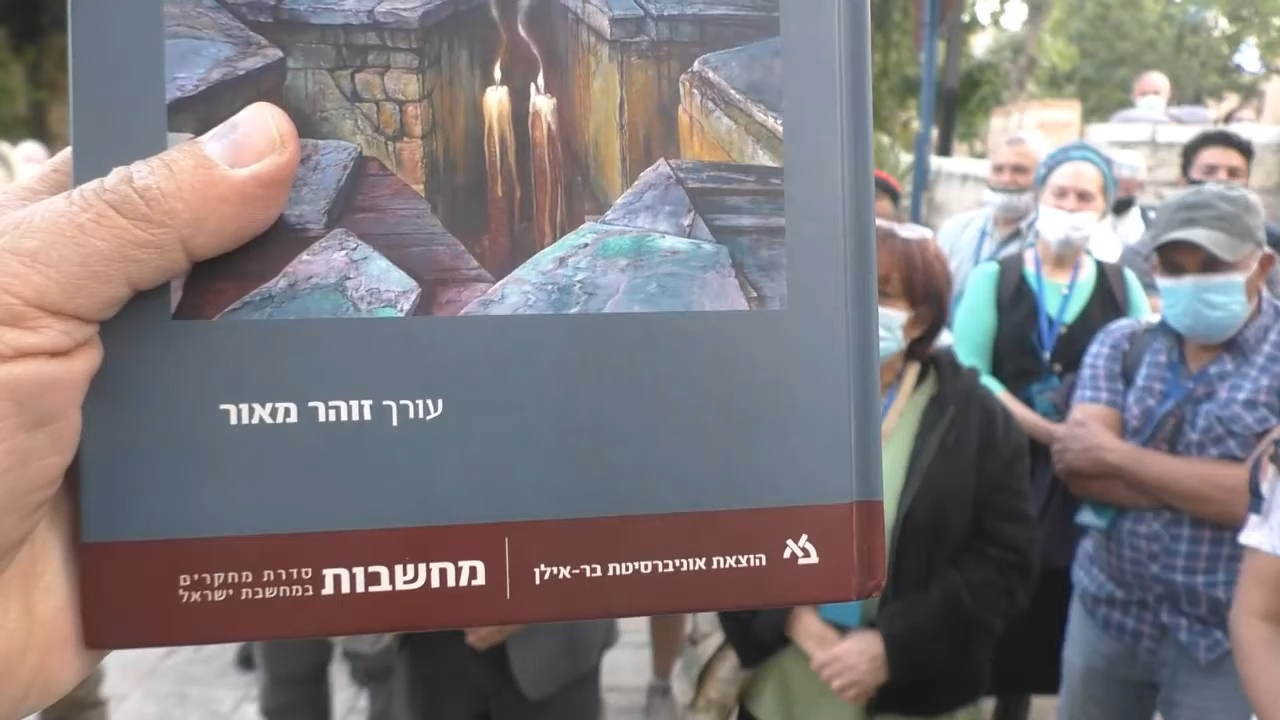 עורך זוהר מאור
הוצאת אוניברסיטת בר-אילן
מחשבות
סדרת מחקרים
במחשבת ישראל